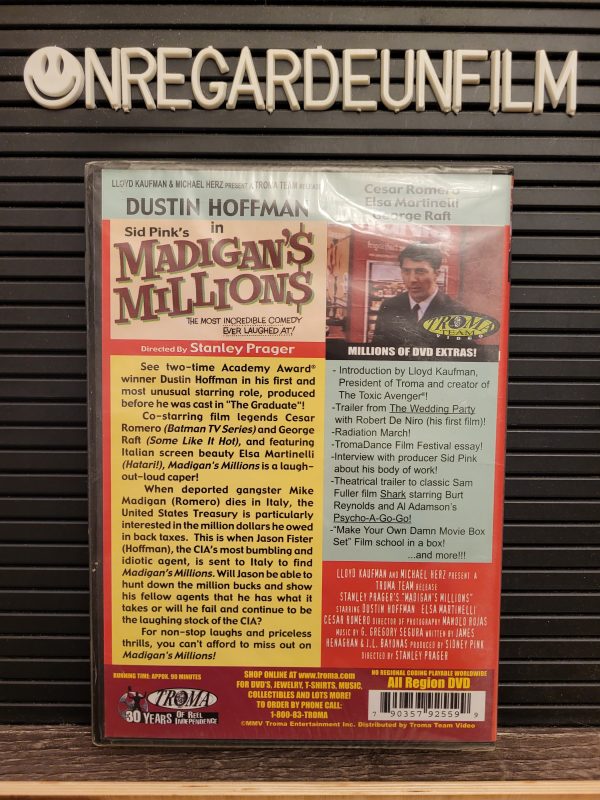 ONREGARDEUNFILM
LLOYD KAUFMAN & MICHAEL HERZ PRESENT A TROMA TEAM RELEASE
DUSTIN HOFFMAN
in
Cesar Romero
Elsa Martinelli
George Raft
Sid Pink's
MADIGAN'$
MILLION$
THE MOST INCREDIBLE COMEDY
EVER LAUGHED AT!
Directed By Stanley Prager
TROMA
TEAM
VIDEO
MILLIONS OF DVD EXTRAS!
See two-time Academy Award®
winner Dustin Hoffman in his first and
most unusual starring role, produced
before he was cast in "The Graduate"!
Co-starring film legends Cesar
Romero (Batman TV Series) and George
Raft (Some Like It Hot), and featuring
Italian screen beauty Elsa Martinelli
(Hatari!), Madigan's Millions is a laugh-
out-loud caper!
When deported gangster Mike
Madigan (Romero) dies in Italy, the
United States Treasury is particularly
interested in the million dollars he owed
in back taxes. This is when Jason Fister
(Hoffman), the CIA's most bumbling and
idiotic agent, is sent to Italy to find
Madigan's Millions. Will Jason be able to
hunt down the million bucks and show
his fellow agents that he has what it
takes or will he fail and continue to be
the laughing stock of the CIA?
For non-stop laughs and priceless
thrills, you can't afford to miss out on
Madigan's Millions!
- Introduction by Lloyd Kaufman,
President of Troma and creator of
The Toxic Avenger®!
-Trailer from The Wedding Party
with Robert De Niro (his first film)!
-Radiation March!
-TromaDance Film Festival essay!
-Interview with producer Sid Pink
about his body of work!
-Theatrical trailer to classic Sam
Fuller film Shark starring Burt
Reynolds and Al Adamson's
Psycho-A-Go-Go!
-"Make Your Own Damn Movie Box
Set" Film school in a box!
...and more!!!
LLOYD KAUFMAN AND MICHAEL HERZ PRESENT A
TROMA TEAM RELEASE
STANLEY PRAGER'S "MADIGAN'S MILLIONS"
STARRING DUSTIN HOFFMAN ELSA MARTINELLI
CESAR ROMERO DIRECTOR OF PHOTOGRAPHY MANOLO ROJAS
MUSIC BY G. GREGORY SEGURA WRITTEN BY JAMES
HENAGHAN & J.L. BAYONAS PRODUCED BY SIDNEY PINK
DIRECTED BY STANLEY PRAGER
RUNNING TIME: APPOX. 90 MINUTES
TROMA
30 YEARS OF REEL
INDEPENDENCE
SHOP ONLINE AT www.troma.com
FOR DVD'S, JEWELRY, T-SHIRTS, MUSIC,
COLLECTIBLES AND LOTS MORE!
TO ORDER BY PHONE CALL:
1-800-83-TROMA
©MMV Troma Entertainment Inc. Distributed by Troma Team Video
NO REGIONAL CODING PLAYABLE WORLDWIDE
All Region DVD
7 90357 92559 9